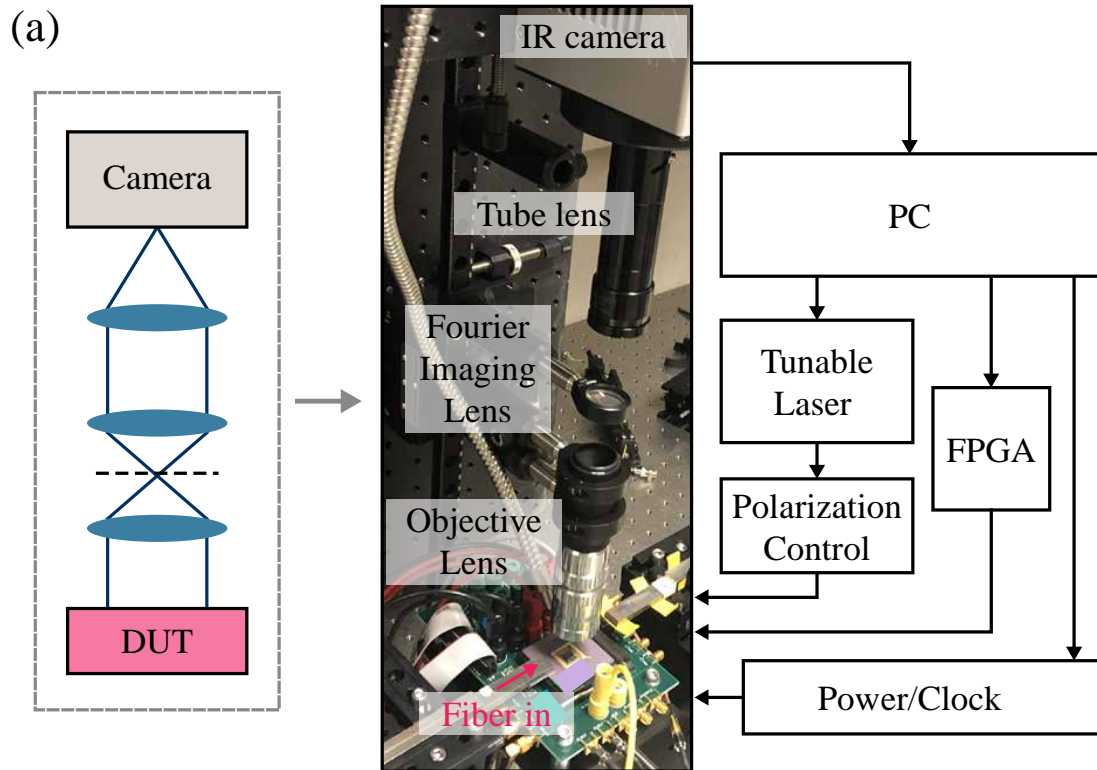 (a)
Camera
DUT
IR camera
Tube lens
Fourier
Imaging
Lens
Objective
Lens
Fiber in
PC
Tunable
Laser
FPGA
Polarization
Control
Power/Clock